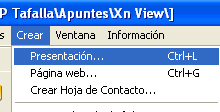 P Tafalla\Apuntes\Xn View\]
Crear Ventana Información
Presentación... Ctrl+L
Página web... Ctrl+G
Crear Hoja de Contacto...